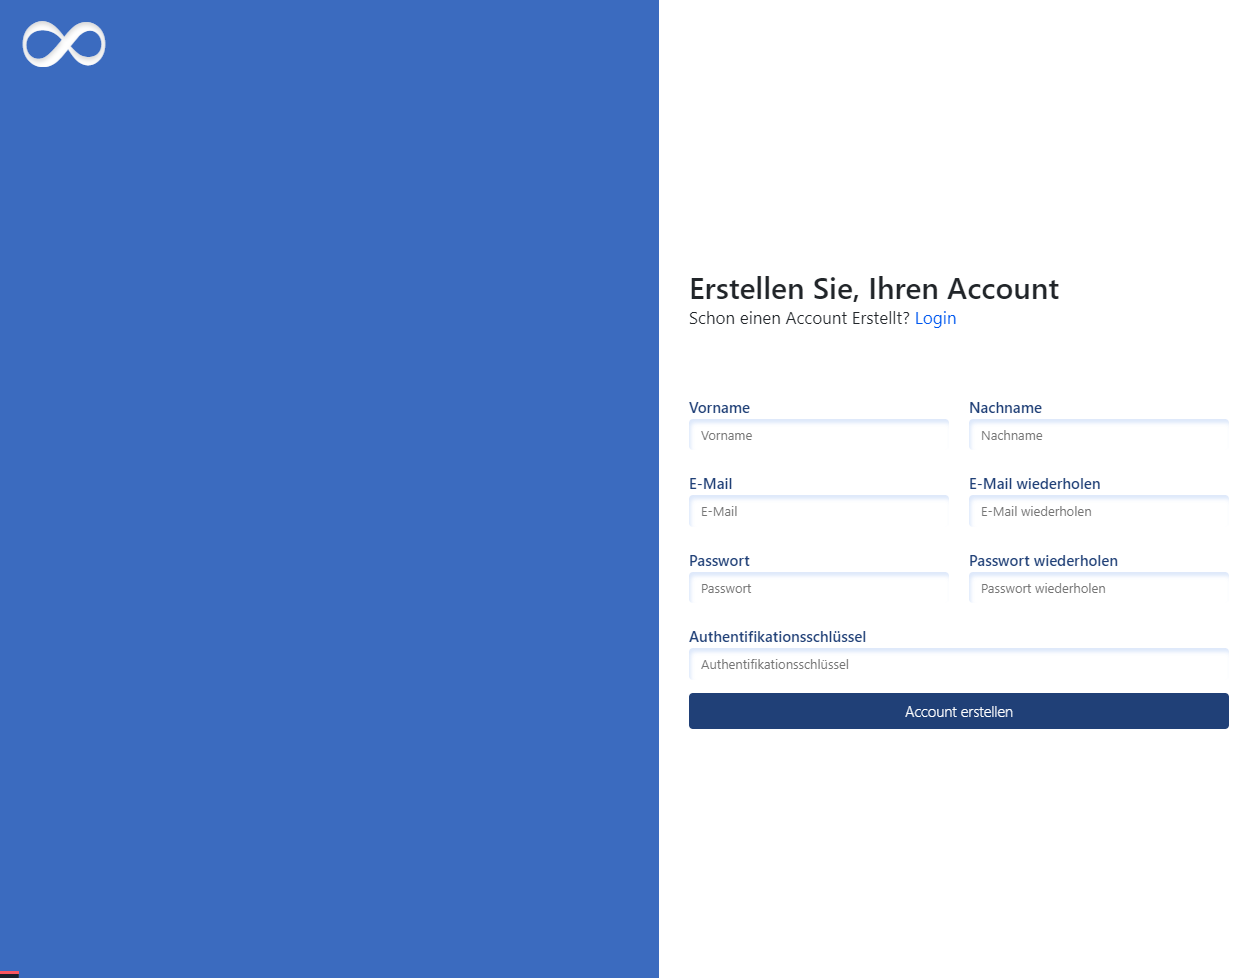 Erstellen Sie, Ihren Account
Schon einen Account Erstellt? Login
Vorname
Nachname
Vorname
Nachname
E-Mail
E-Mail wiederholen
E-Mail
E-Mail wiederholen
Passwort
Passwort wiederholen
Passwort
Passwort wiederholen
Authentifikationsschlüssel
Authentifikationsschlüssel
Account erstellen